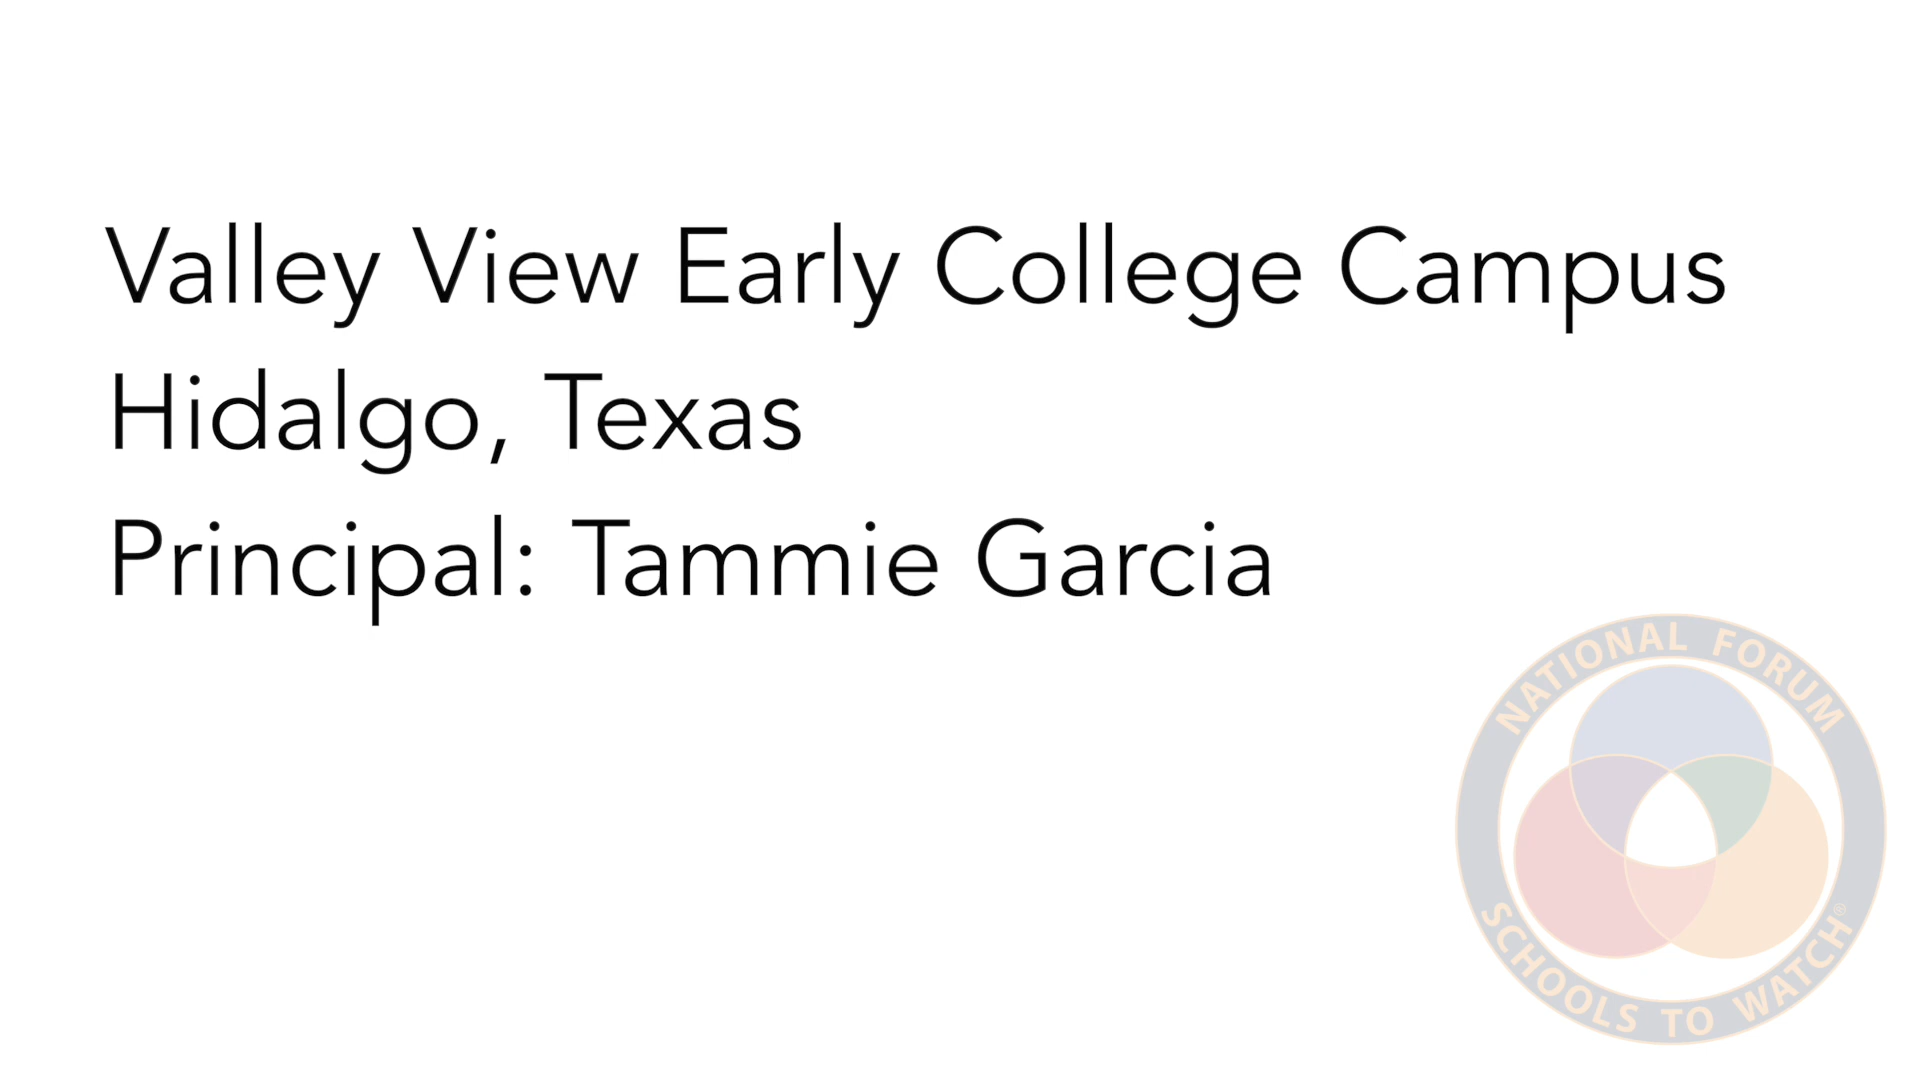 Valley View Early College Campus
Hidalgo, Texas
Principal: Tammie Garcia
NATIONAL FORUM
SCHOOLS TO WATCH®